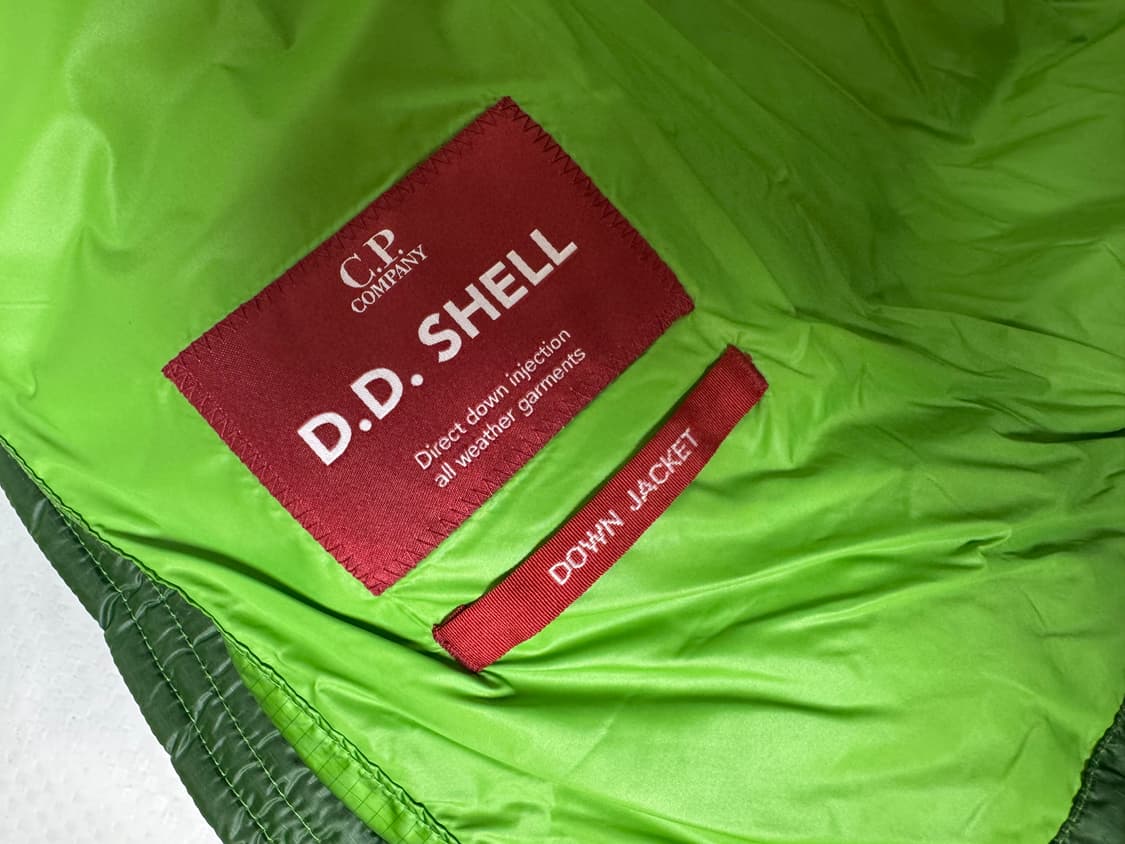 C.P.
COMPANY
D.D. SHELL
Direct down injection
all weather garments
DOWN JACKET